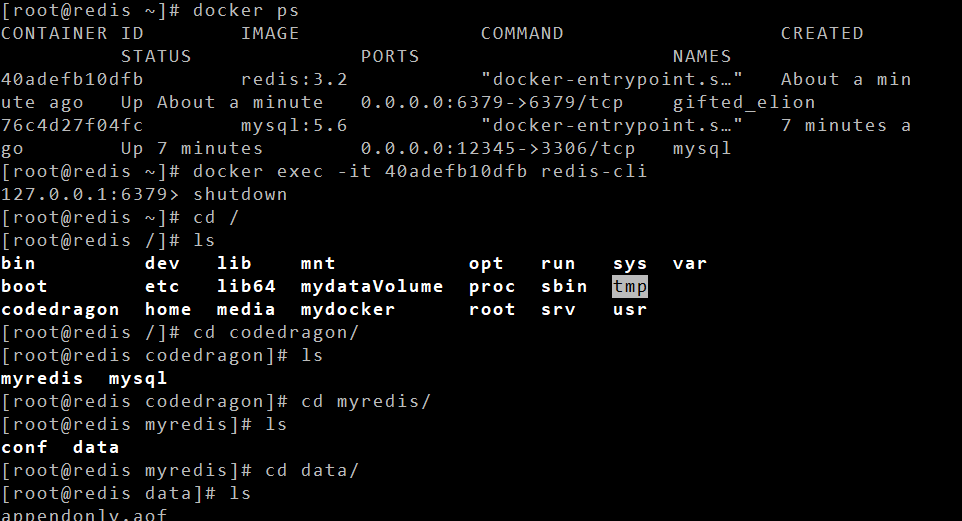 [root@redis ~]# docker ps
CONTAINER ID        IMAGE               COMMAND                  CREATED
          STATUS              PORTS                     NAMES
40adefb10dfb        redis:3.2           "docker-entrypoint.s…"   About a min
ute ago   Up About a minute   0.0.0.0:6379->6379/tcp    gifted_elion
76c4d27f04fc        mysql:5.6           "docker-entrypoint.s…"   7 minutes a
go        Up 7 minutes        0.0.0.0:12345->3306/tcp   mysql
[root@redis ~]# docker exec -it 40adefb10dfb redis-cli
127.0.0.1:6379> shutdown
[root@redis ~]# cd /
[root@redis /]# ls
bin         dev   lib    mnt           opt   run   sys  var
boot        etc   lib64  mydataVolume  proc  sbin  tmp
codedragon  home  media  mydocker      root  srv   usr
[root@redis /]# cd codedragon/
[root@redis codedragon]# ls
myredis  mysql
[root@redis codedragon]# cd myredis/
[root@redis myredis]# ls
conf  data
[root@redis myredis]# cd data/
[root@redis data]# ls
appendonly.aof